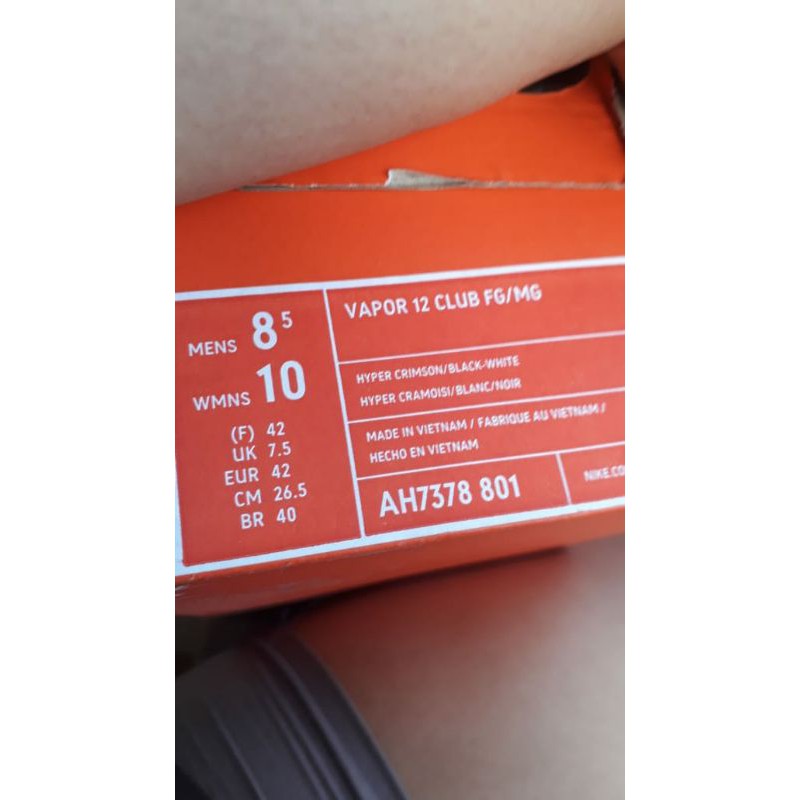 MENS 8 5
WMNS 10
(F) 42
UK 7.5
EUR 42
CM 26.5
BR 40
VAPOR 12 CLUB FG/MG
HYPER CRIMSON/BLACK-WHITE
HYPER CRAMOISI/BLANC/NOIR
MADE IN VIETNAM / FABRIQUE AU VIETNAM /
HECHO EN VIETNAM
AH7378 801
NIKE.CO